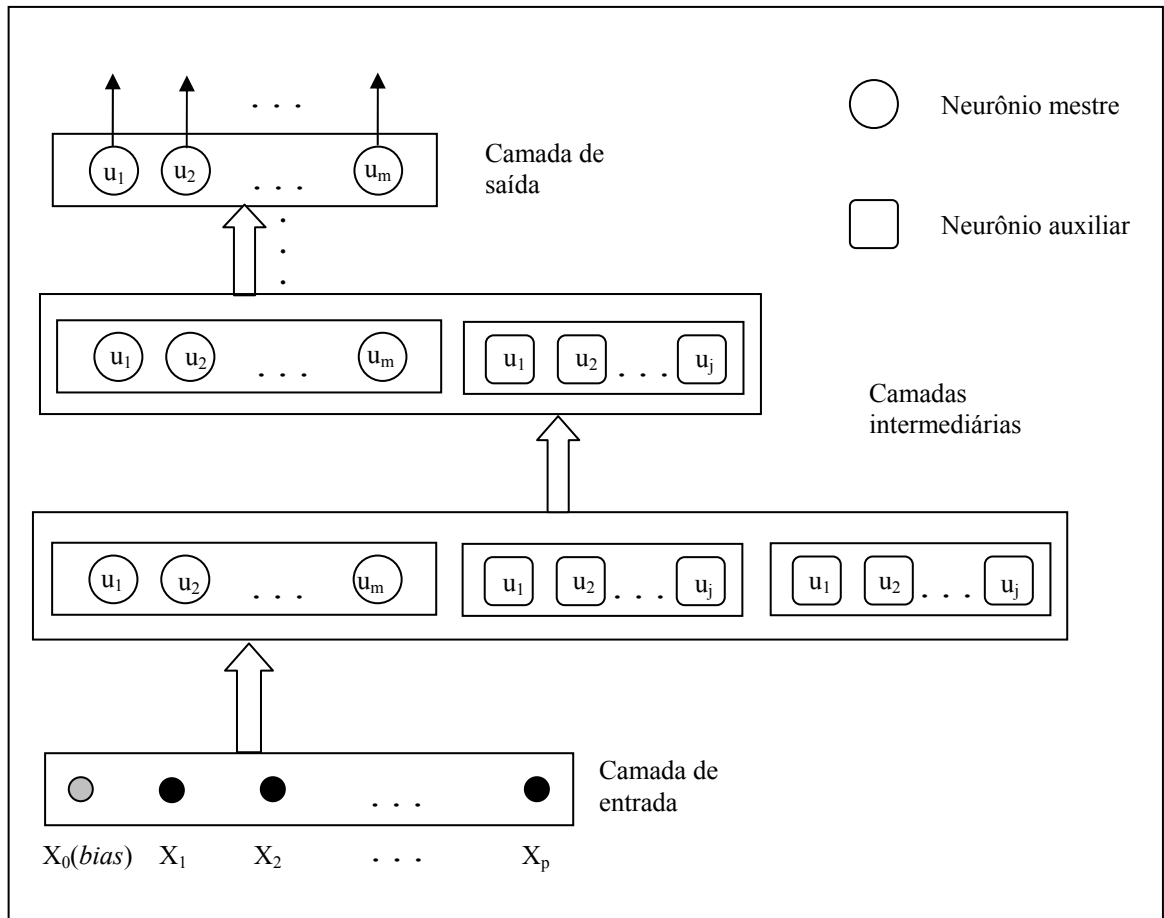 Neurônio mestre
u₁ u₂ . . . uₘ
. . .
Camada de
saída
Neurônio auxiliar
u₁ u₂ . . . uₘ u₁ u₂ . . . uⱼ
Camadas
intermediárias
u₁ u₂ . . . uₘ u₁ u₂ . . . uⱼ u₁ u₂ . . . uⱼ
Camada de
entrada
. . .
X₀(bias) X₁ X₂ . . . Xₚ